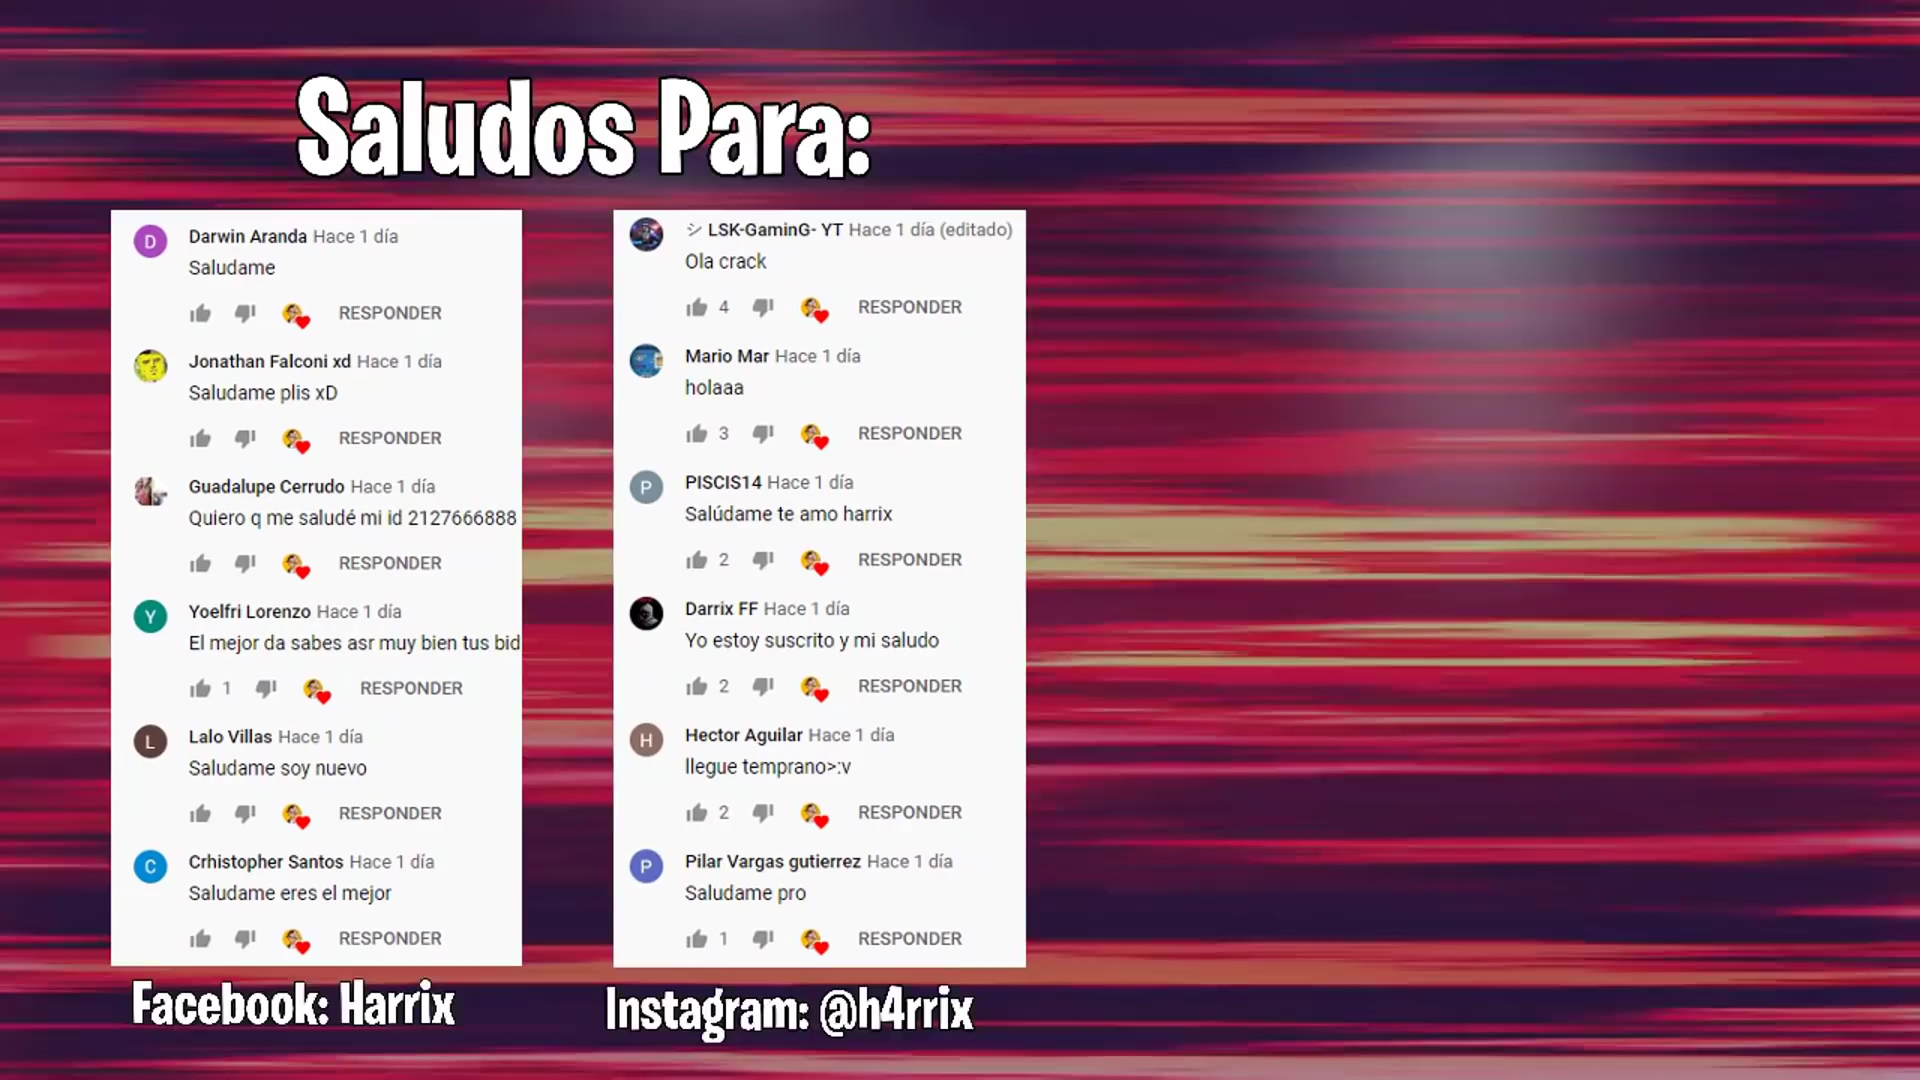 Saludos Para:
D
Darwin Aranda Hace 1 día
Saludame
RESPONDER
Jonathan Falconi xd Hace 1 día
Saludame plis xD
RESPONDER
Guadalupe Cerrudo Hace 1 día
Quiero q me saludé mi id 2127666888
RESPONDER
Y
Yoelfri Lorenzo Hace 1 día
El mejor da sabes asr muy bien tus bid
1 RESPONDER
L
Lalo Villas Hace 1 día
Saludame soy nuevo
RESPONDER
C
Crhistopher Santos Hace 1 día
Saludame eres el mejor
RESPONDER
Facebook: Harrix
シ LSK-GaminG- YT Hace 1 día (editado)
Ola crack
4 RESPONDER
Mario Mar Hace 1 día
holaaa
3 RESPONDER
P
PISCIS14 Hace 1 día
Salúdame te amo harrix
2 RESPONDER
Darrix FF Hace 1 día
Yo estoy suscrito y mi saludo
2 RESPONDER
H
Hector Aguilar Hace 1 día
llegue temprano>:v
2 RESPONDER
P
Pilar Vargas gutierrez Hace 1 día
Saludame pro
1 RESPONDER
Instagram: @h4rrix